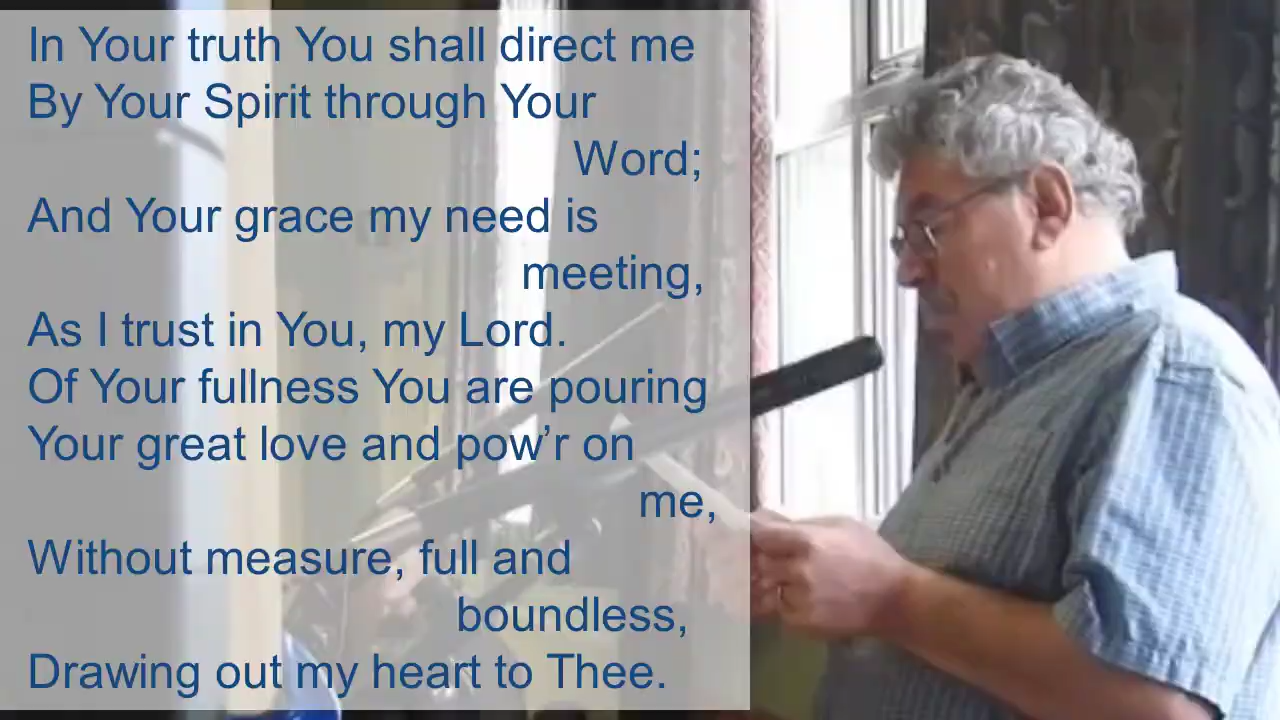 In Your truth You shall direct me
By Your Spirit through Your
Word;
And Your grace my need is
meeting,
As I trust in You, my Lord.
Of Your fullness You are pouring
Your great love and pow’r on
me,
Without measure, full and
boundless,
Drawing out my heart to Thee.